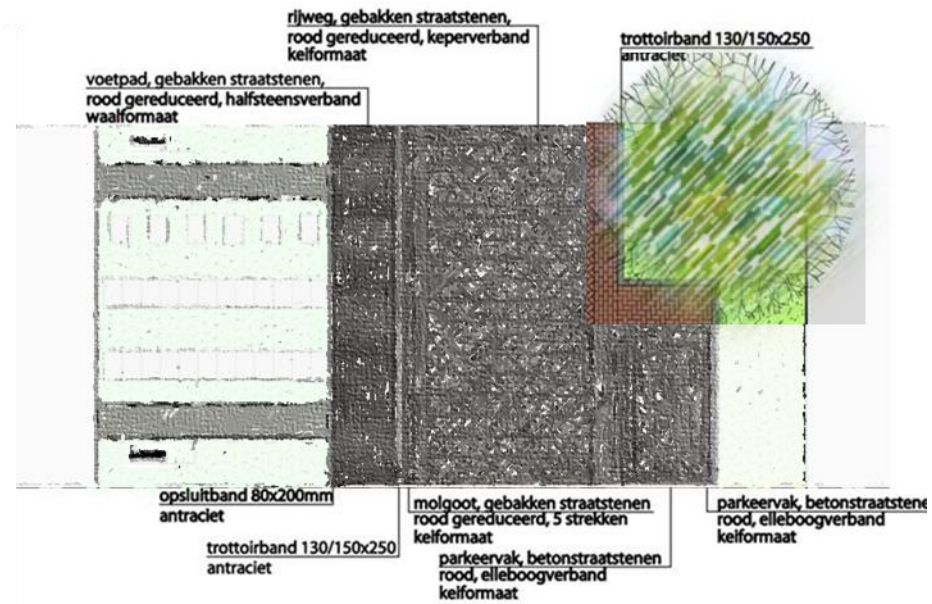 rijweg, gebakken straatstenen,
rood gereduceerd, keperverband
keiformaat
trottoirband 130/150x250
antraciet
voetpad, gebakken straatstenen,
rood gereduceerd, halfsteensverband
waalformaat
opsluitband 80x200mm
antraciet
trottoirband 130/150x250
antraciet
molgoot, gebakken straatstenen
rood gereduceerd, 5 strekken
keiformaat
parkeervak, betonstraatstenen
rood, elleboogverband
keiformaat
parkeervak, betonstraatstene
rood, elleboogverband
keiformaat